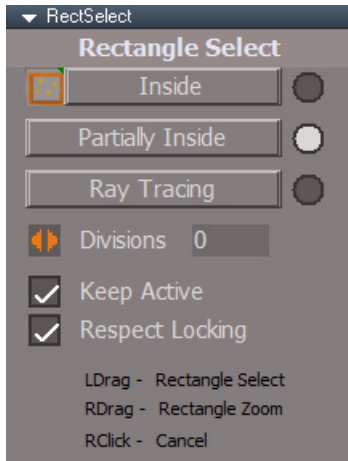 RectSelect
Rectangle Select
Inside
Partially Inside
Ray Tracing
Divisions 0
Keep Active
Respect Locking
LDrag - Rectangle Select
RDrag - Rectangle Zoom
RClick - Cancel